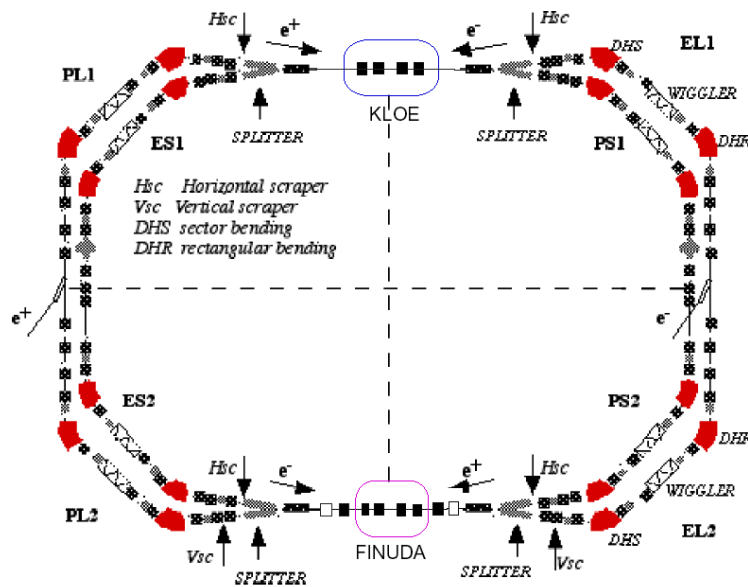 Hsc e+ e- Hsc
DHS EL1
PL1
KLOE
WIGGLER
ES1 SPLITTER SPLITTER PS1 DHR
Hsc Horizontal scraper
Vsc Vertical scraper
DHS sector bending
DHR rectangular bending
e+ e-
ES2 PS2
Hsc e- e+ Hsc DHR
PL2 WIGGLER
Vsc SPLITTER FINUDA SPLITTER Vsc DHS EL2